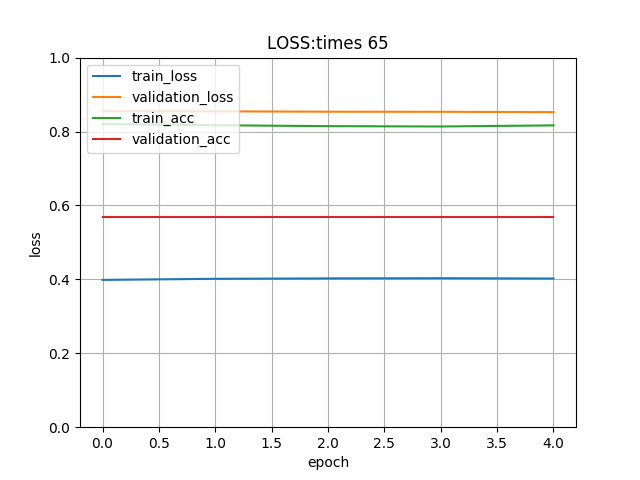 LOSS:times 65
train_loss
validation_loss
train_acc
validation_acc
1.0
0.8
0.6
0.4
0.2
0.0
loss
0.0 0.5 1.0 1.5 2.0 2.5 3.0 3.5 4.0
epoch